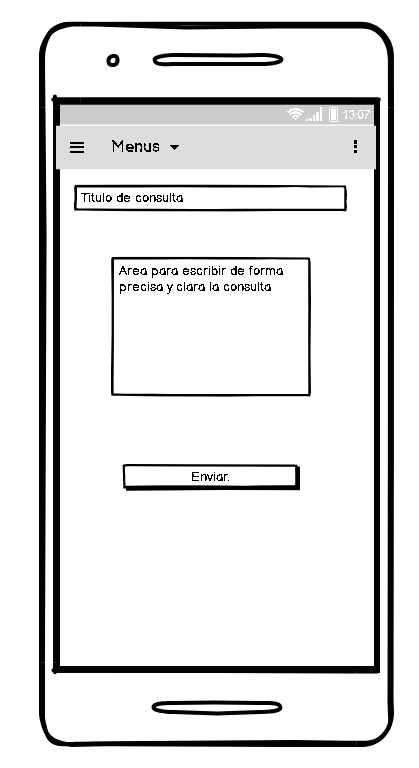 13:07
Menus
Titulo de consulta
Area para escribir de forma
precisa y clara la consulta
Enviar.